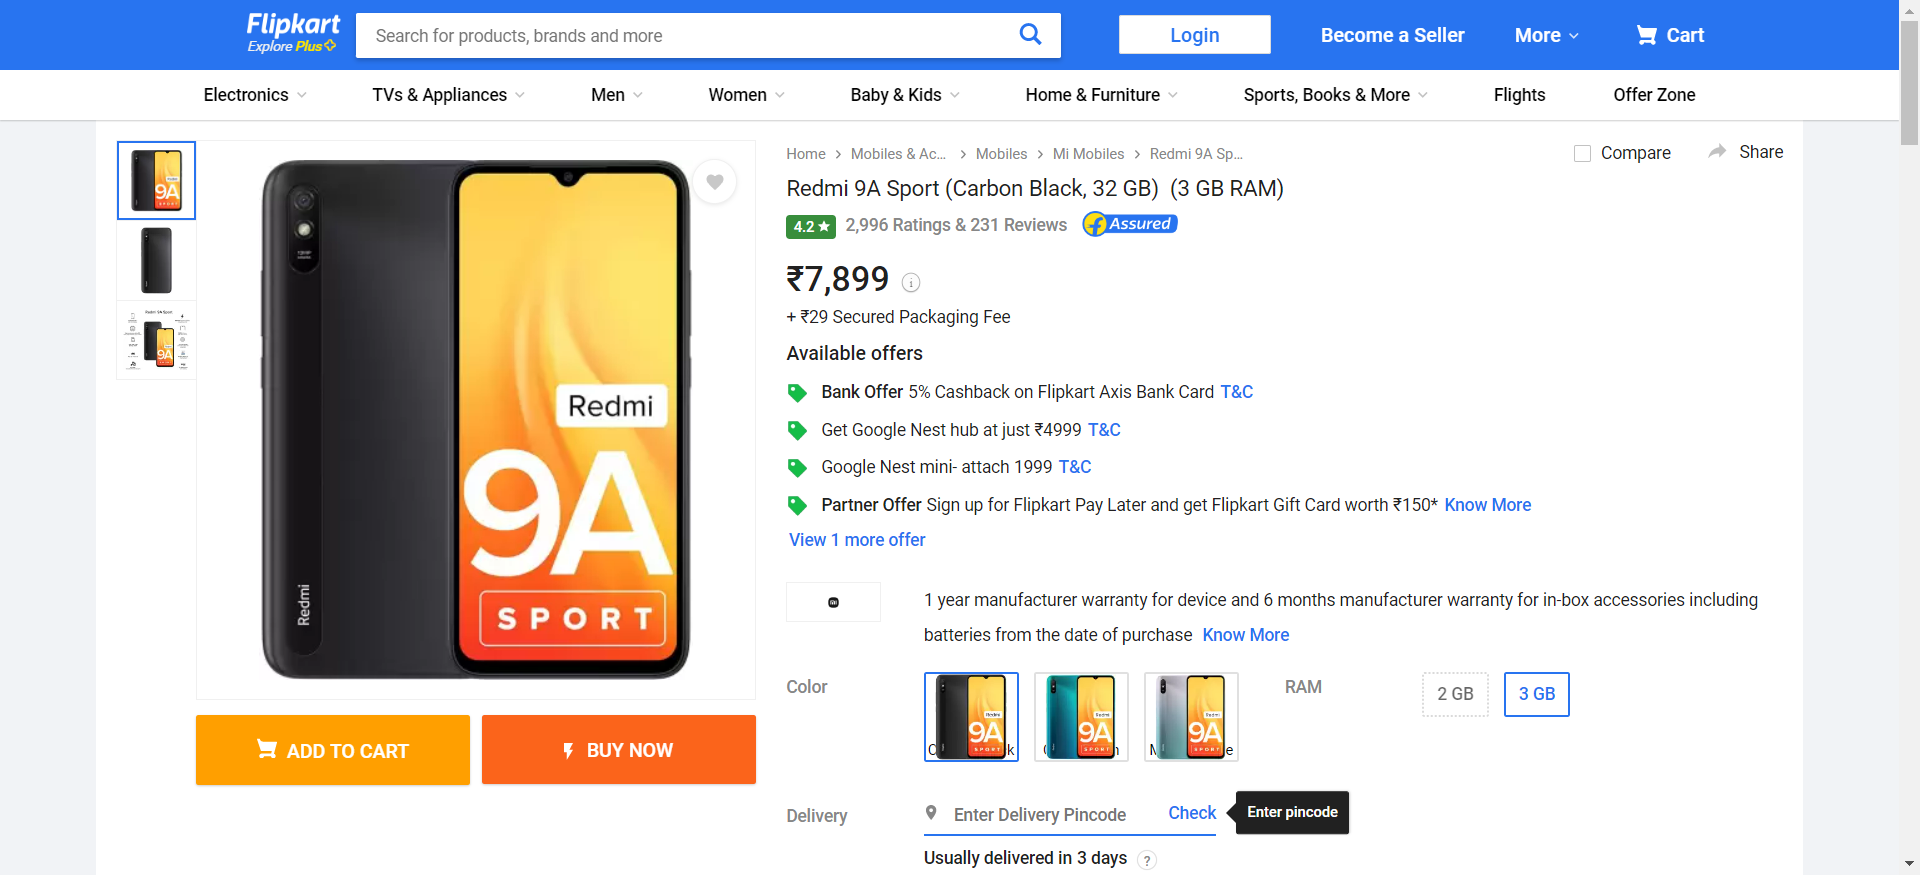 Flipkart
Explore Plus
Search for products, brands and more
Login
Become a Seller
More
Cart
Electronics
TVs & Appliances
Men
Women
Baby & Kids
Home & Furniture
Sports, Books & More
Flights
Offer Zone
Redmi
9A
SPORT
Redmi
ADD TO CART
BUY NOW
Home > Mobiles & Ac... > Mobiles > Mi Mobiles > Redmi 9A Sp...
Compare
Share
Redmi 9A Sport (Carbon Black, 32 GB) (3 GB RAM)
4.2 ★ 2,996 Ratings & 231 Reviews Assured
₹7,899
+ ₹29 Secured Packaging Fee
Available offers
Bank Offer 5% Cashback on Flipkart Axis Bank Card T&C
Get Google Nest hub at just ₹4999 T&C
Google Nest mini- attach 1999 T&C
Partner Offer Sign up for Flipkart Pay Later and get Flipkart Gift Card worth ₹150* Know More
View 1 more offer
1 year manufacturer warranty for device and 6 months manufacturer warranty for in-box accessories including
batteries from the date of purchase Know More
Color
9A
SPORT
9A
SPORT
9A
SPORT
RAM
2 GB
3 GB
Delivery
Enter Delivery Pincode
Check
Enter pincode
Usually delivered in 3 days ?